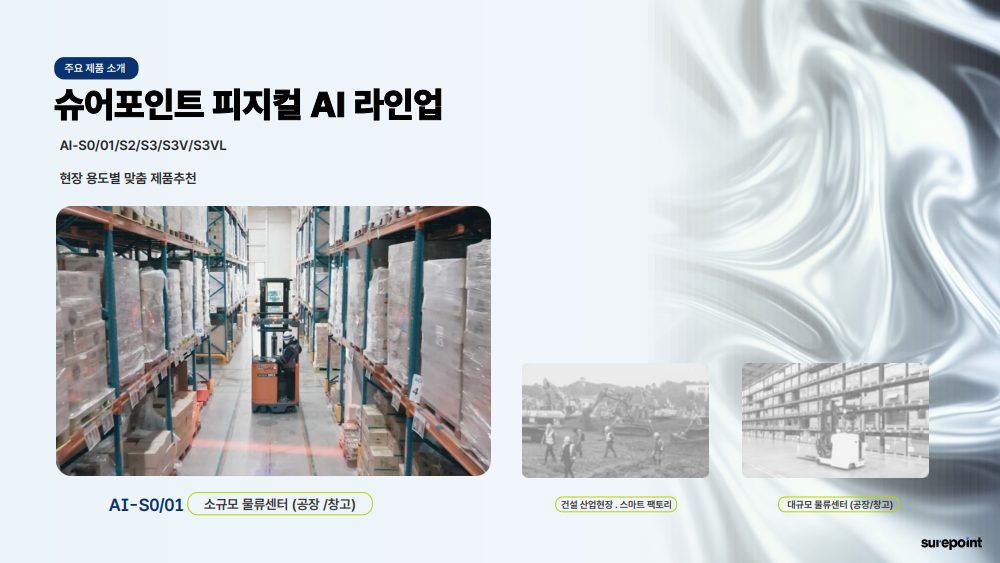 주요 제품 소개
슈어포인트 피지컬 AI 라인업
AI-S0/01/S2/S3/S3V/S3VL
현장 용도별 맞춤 제품추천
4
AI-S0/01 소규모 물류센터 (공장 /창고)
건설 산업현장 . 스마트 팩토리
대규모 물류센터 (공장/창고)
surepoint